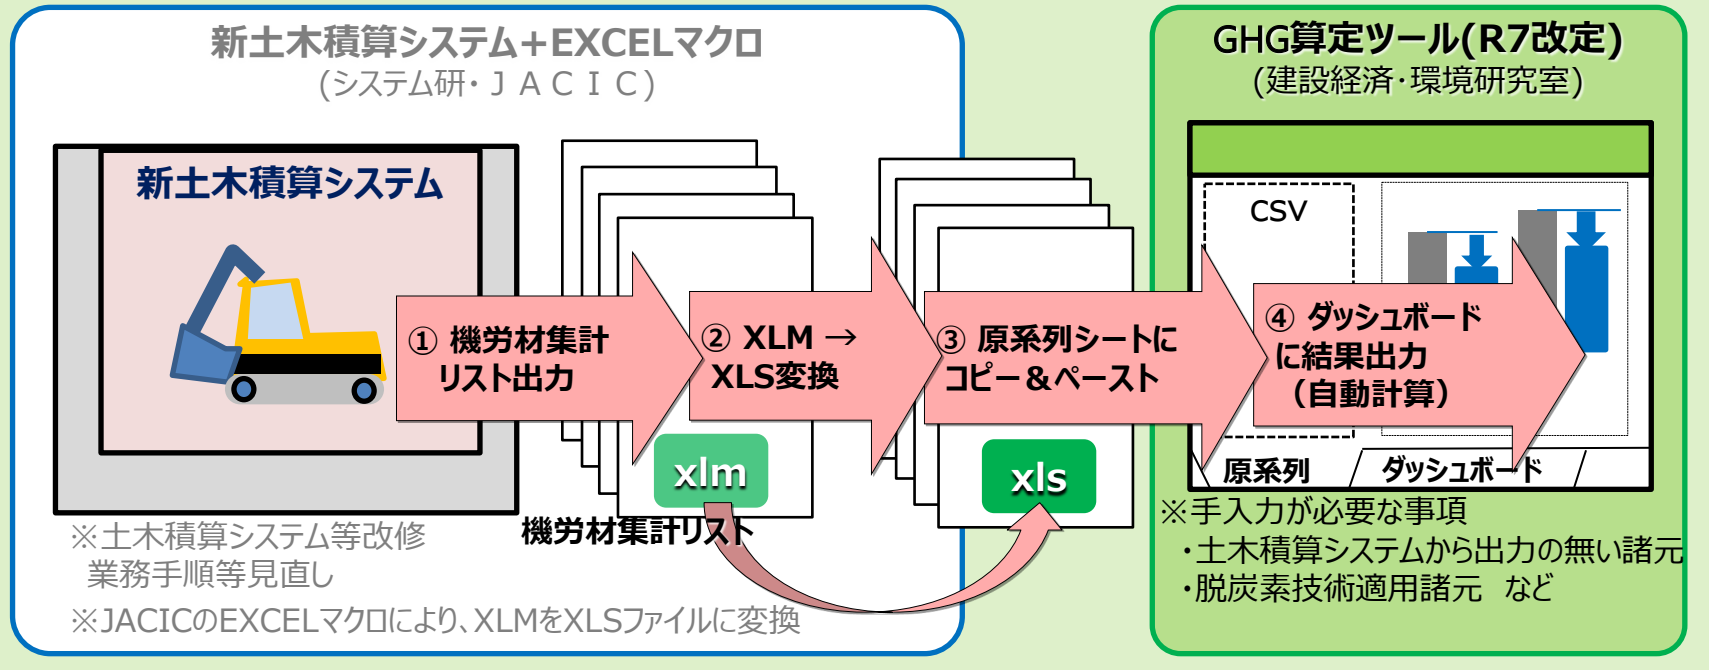 新土木積算システム+EXCELマクロ
(システム研・ＪＡＣＩＣ)
新土木積算システム
① 機労材集計
リスト出力
② XLM →
XLS変換
xlm
機労材集計リスト
③ 原系列シートに
コピー＆ペースト
xls
※土木積算システム等改修
業務手順等見直し
※JACICのEXCELマクロにより、XLMをXLSファイルに変換
GHG算定ツール(R7改定)
(建設経済・環境研究室)
CSV
④ ダッシュボード
に結果出力
（自動計算）
原系列
ダッシュボード
※手入力が必要な事項
・土木積算システムから出力の無い諸元
・脱炭素技術適用諸元　など